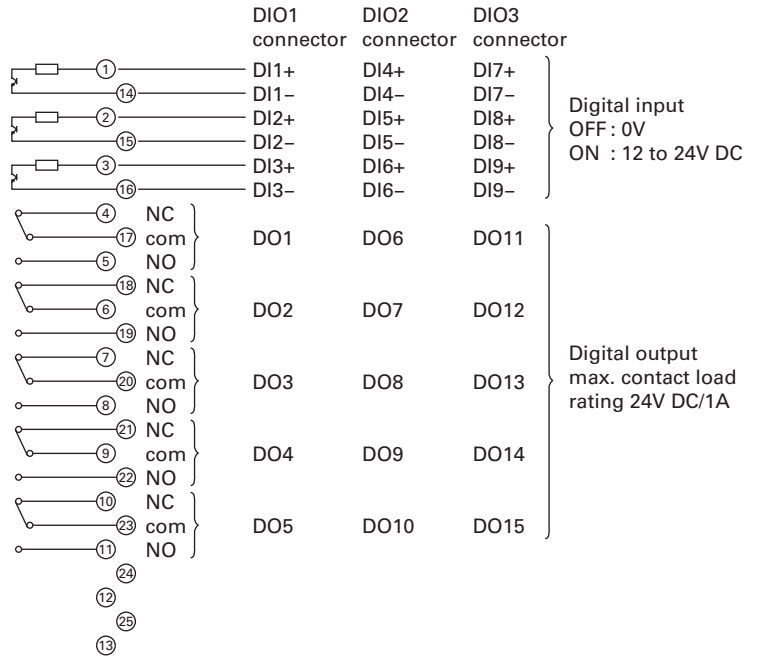 DIO1 DIO2 DIO3
connector connector connector
1 DI1+ DI4+ DI7+
14 DI1− DI4− DI7−
2 DI2+ DI5+ DI8+
15 DI2− DI5− DI8−
3 DI3+ DI6+ DI9+
16 DI3− DI6− DI9−
Digital input
OFF : 0V
ON : 12 to 24V DC
4 NC
17 com DO1 DO6 DO11
5 NO
18 NC
6 com DO2 DO7 DO12
19 NO
7 NC
20 com DO3 DO8 DO13
8 NO
21 NC
9 com DO4 DO9 DO14
22 NO
10 NC
23 com DO5 DO10 DO15
11 NO
Digital output
max. contact load
rating 24V DC/1A
24
12
25
13